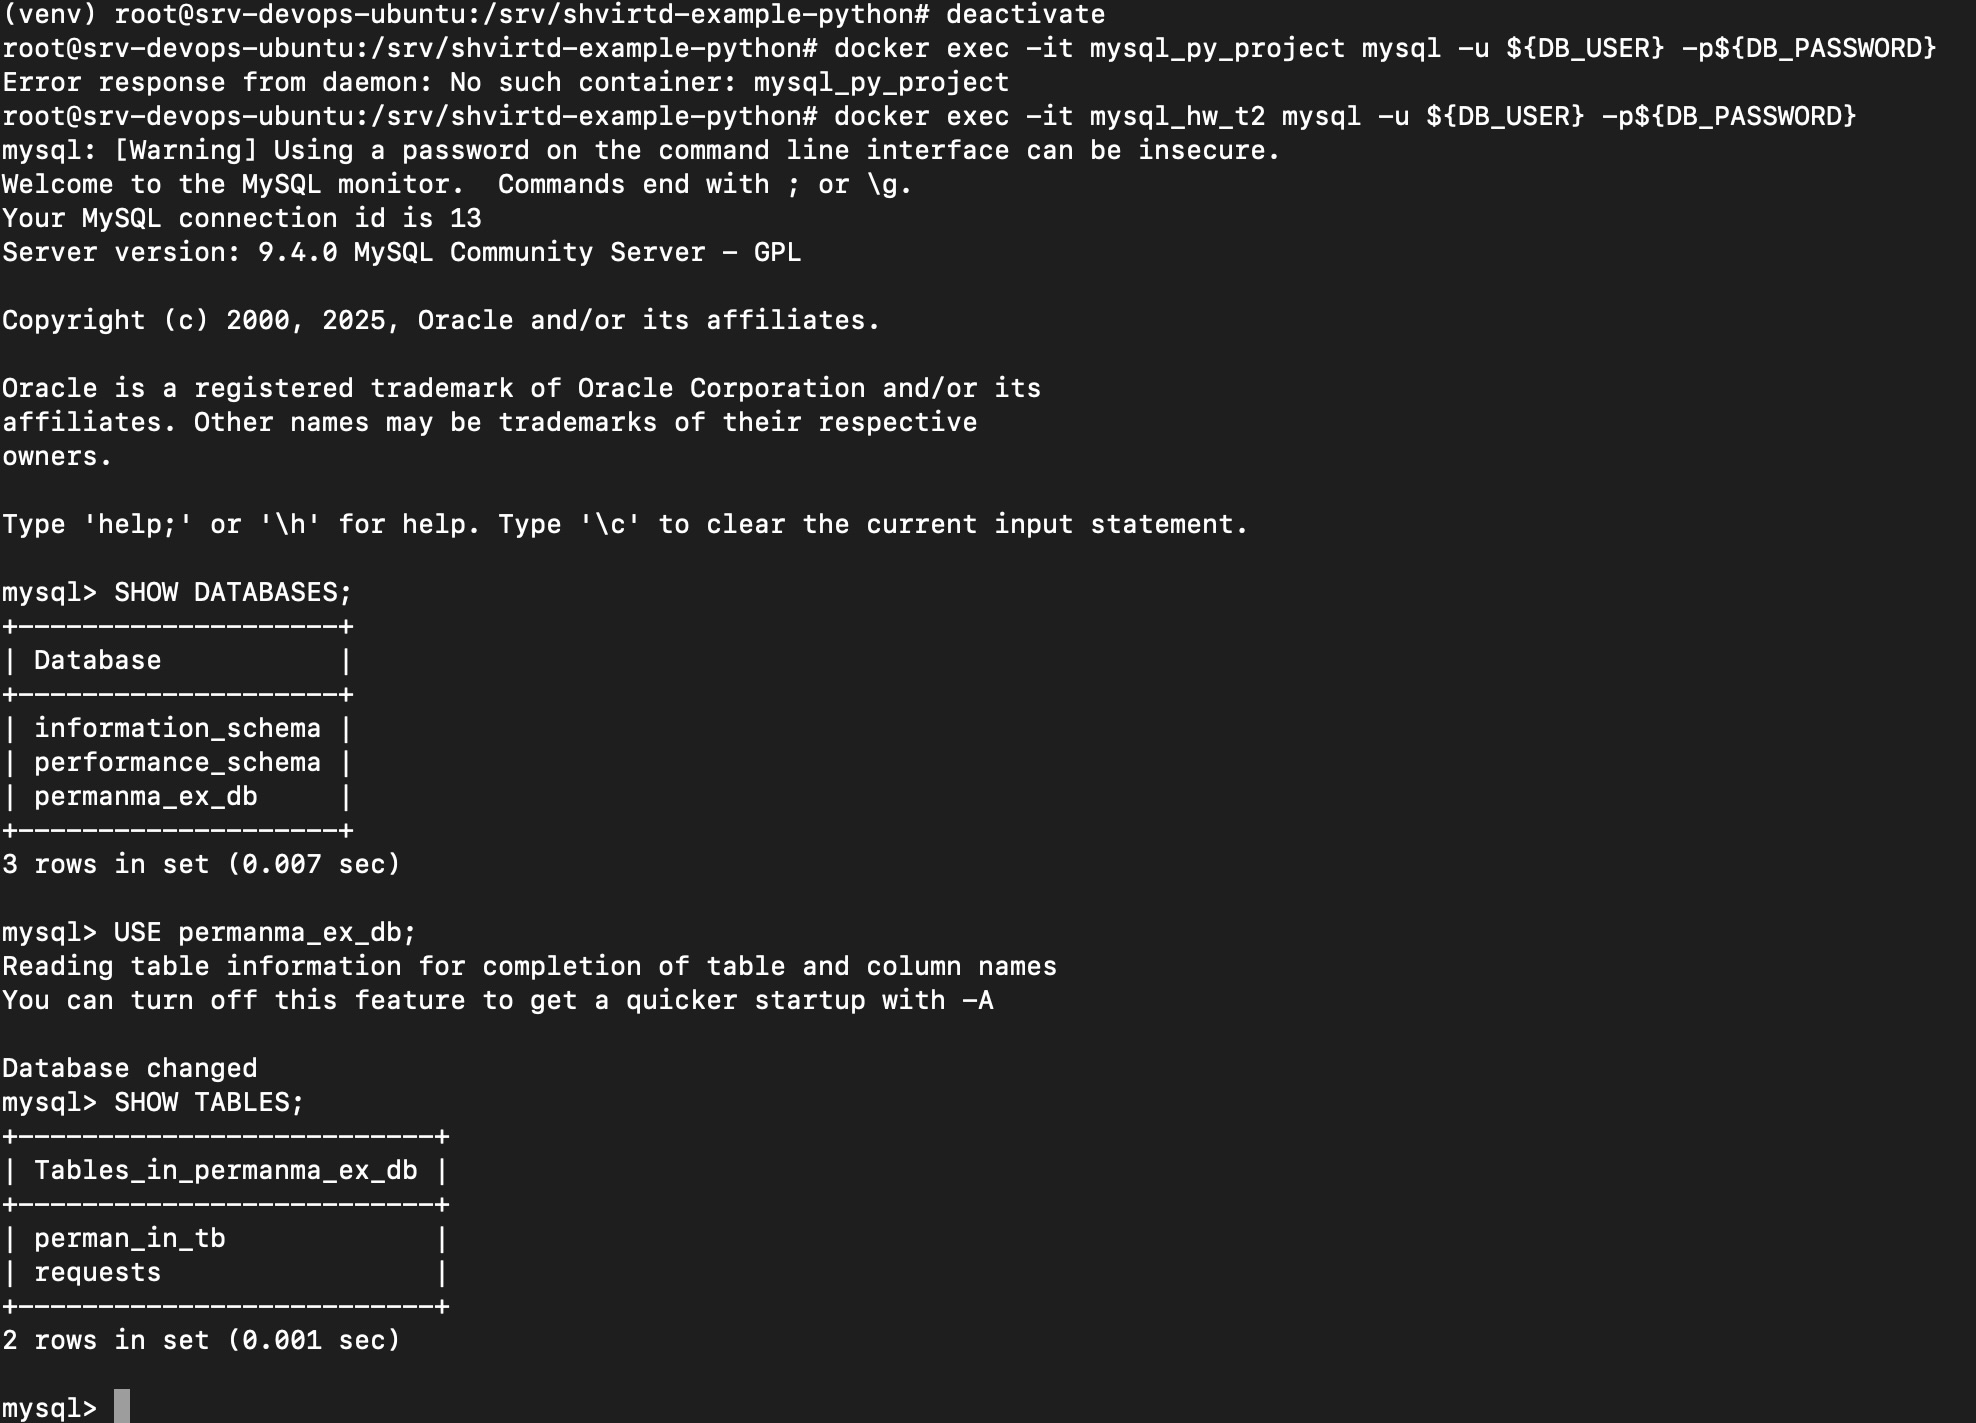 (venv) root@srv-devops-ubuntu:/srv/shvirtd-example-python# deactivate
root@srv-devops-ubuntu:/srv/shvirtd-example-python# docker exec -it mysql_py_project mysql -u ${DB_USER} -p${DB_PASSWORD}
Error response from daemon: No such container: mysql_py_project
root@srv-devops-ubuntu:/srv/shvirtd-example-python# docker exec -it mysql_hw_t2 mysql -u ${DB_USER} -p${DB_PASSWORD}
mysql: [Warning] Using a password on the command line interface can be insecure.
Welcome to the MySQL monitor.  Commands end with ; or \g.
Your MySQL connection id is 13
Server version: 9.4.0 MySQL Community Server - GPL

Copyright (c) 2000, 2025, Oracle and/or its affiliates.

Oracle is a registered trademark of Oracle Corporation and/or its
affiliates. Other names may be trademarks of their respective
owners.

Type 'help;' or '\h' for help. Type '\c' to clear the current input statement.

mysql> SHOW DATABASES;
+--------------------+
| Database           |
+--------------------+
| information_schema |
| performance_schema |
| permanma_ex_db     |
+--------------------+
3 rows in set (0.007 sec)

mysql> USE permanma_ex_db;
Reading table information for completion of table and column names
You can turn off this feature to get a quicker startup with -A

Database changed
mysql> SHOW TABLES;
+--------------------------+
| Tables_in_permanma_ex_db |
+--------------------------+
| perman_in_tb             |
| requests                 |
+--------------------------+
2 rows in set (0.001 sec)

mysql>